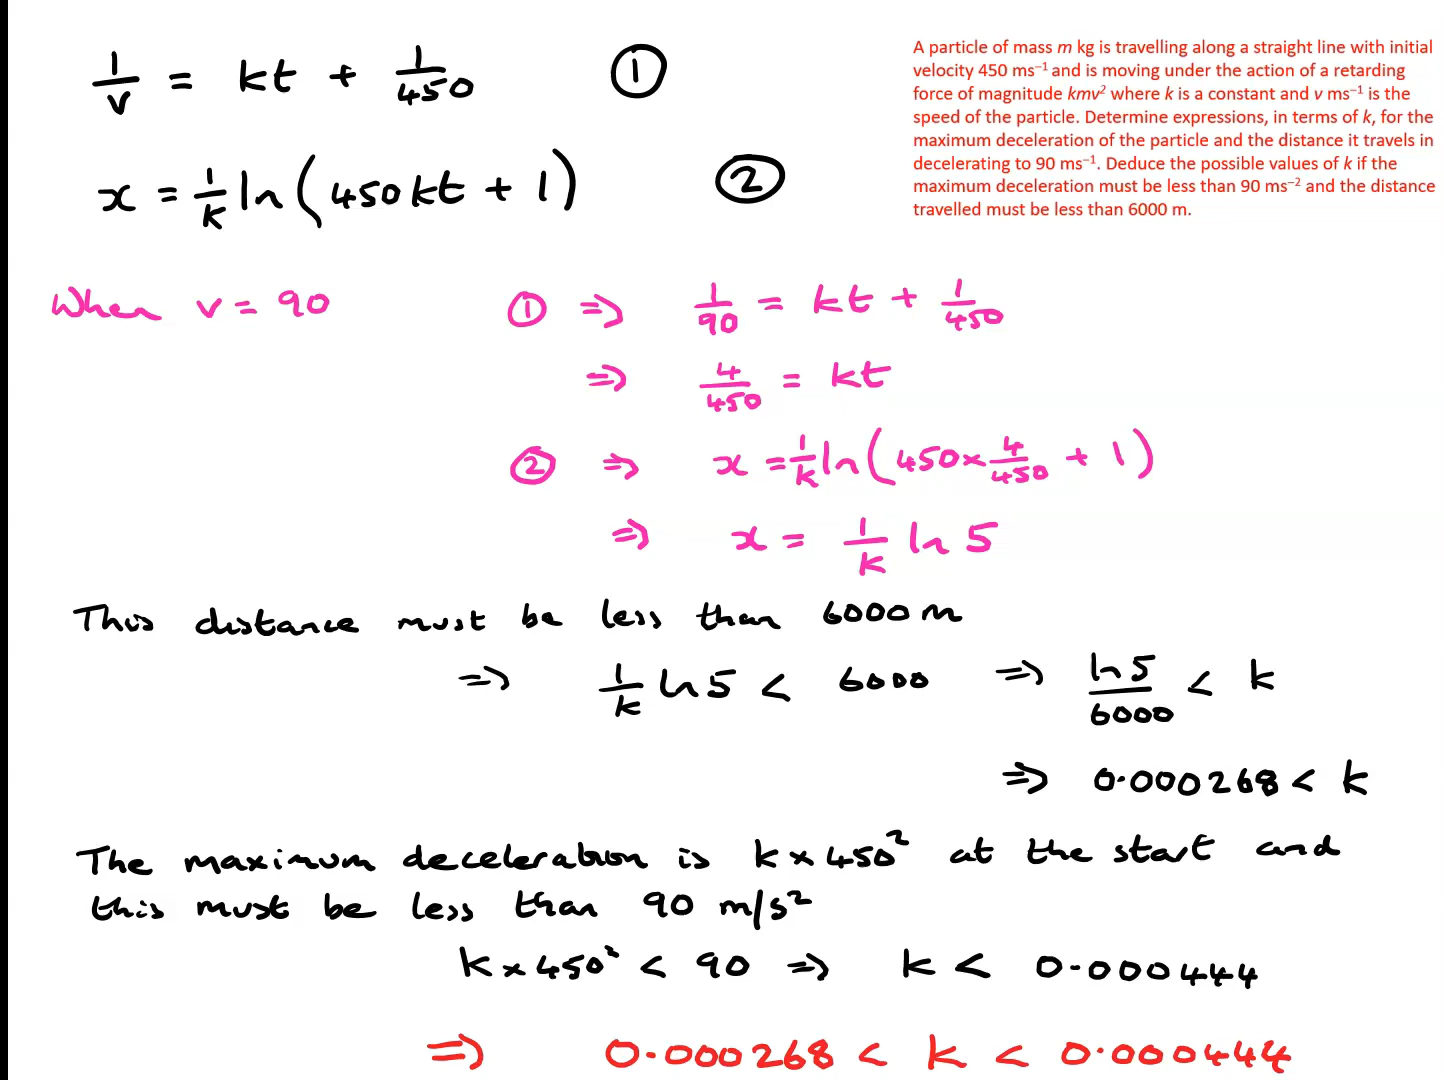 1/v = kt + 1/450 ①
x = 1/k ln(450kt + 1) ②
A particle of mass m kg is travelling along a straight line with initial
velocity 450 ms⁻¹ and is moving under the action of a retarding
force of magnitude kmv² where k is a constant and v ms⁻¹ is the
speed of the particle. Determine expressions, in terms of k, for the
maximum deceleration of the particle and the distance it travels in
decelerating to 90 ms⁻¹. Deduce the possible values of k if the
maximum deceleration must be less than 90 ms⁻² and the distance
travelled must be less than 6000 m.
When v = 90 ① ⇒ 1/90 = kt + 1/450
⇒ 4/450 = kt
② ⇒ x = 1/k ln(450 × 4/450 + 1)
⇒ x = 1/k ln 5
This distance must be less than 6000 m
⇒ 1/k ln 5 < 6000 ⇒ ln 5/6000 < k
⇒ 0.000268 < k
The maximum deceleration is k × 450² at the start and
this must be less than 90 m/s²
k × 450² < 90 ⇒ k < 0.000444
⇒ 0.000268 < k < 0.000444